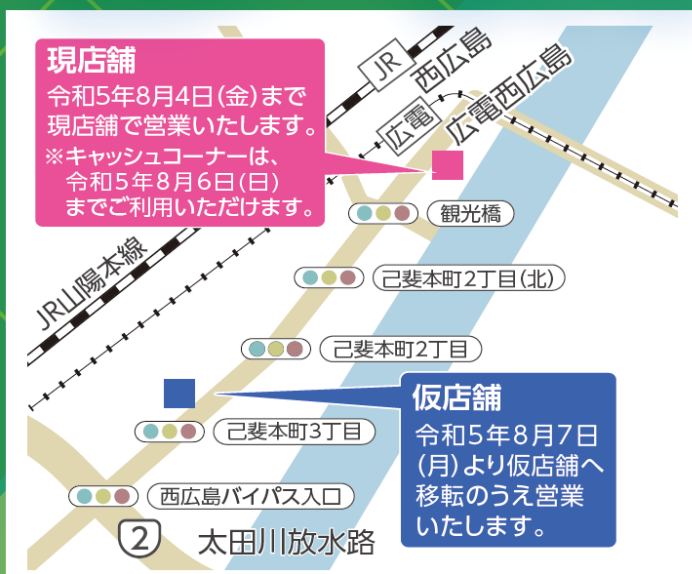 現店舗
令和5年8月4日(金)まで
現店舗で営業いたします。
※キャッシュコーナーは、
令和5年8月6日(日)
までご利用いただけます。
JR
西広島
広電
広電西広島
観光橋
JR山陽本線
己斐本町2丁目(北)
己斐本町2丁目
仮店舗
令和5年8月7日
(月)より仮店舗へ
移転のうえ営業
いたします。
己斐本町3丁目
西広島バイパス入口
2
太田川放水路